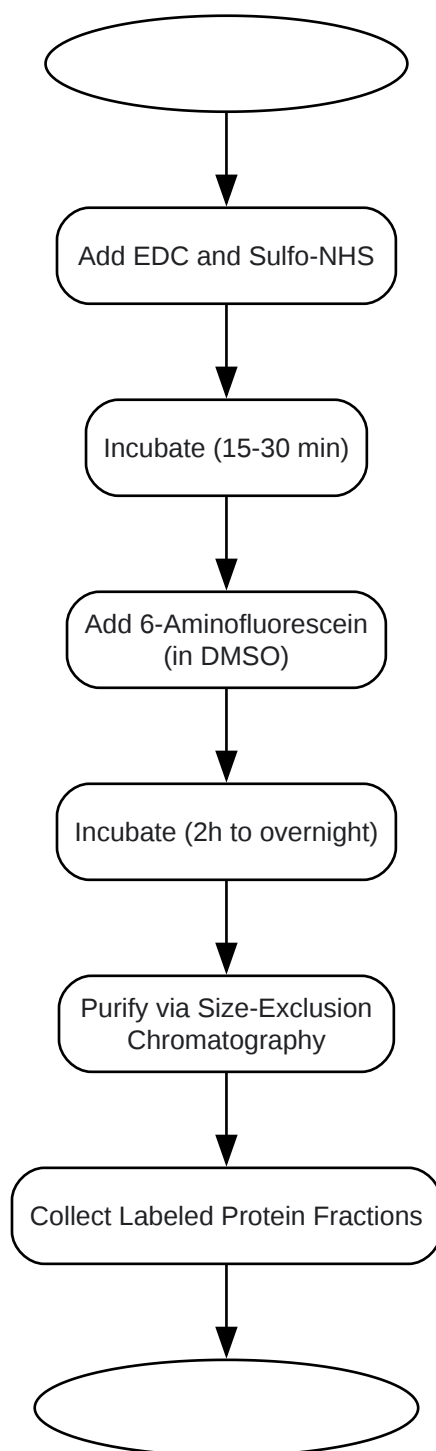 Add EDC and Sulfo-NHS
Incubate (15-30 min)
Add 6-Aminofluorescein
(in DMSO)
Incubate (2h to overnight)
Purify via Size-Exclusion
Chromatography
Collect Labeled Protein Fractions